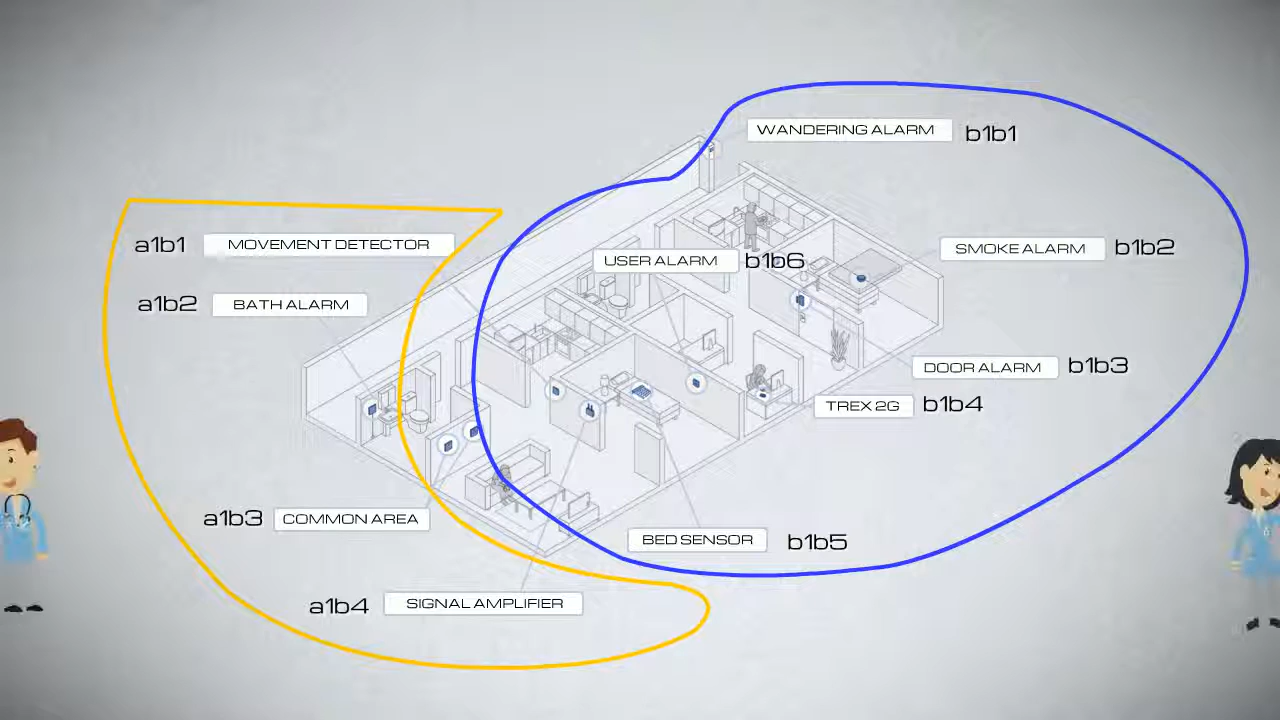 WANDERING ALARM b1b1
a1b1 MOVEMENT DETECTOR
USER ALARM b1b6
SMOKE ALARM b1b2
a1b2 BATH ALARM
DOOR ALARM b1b3
TREX 2G b1b4
a1b3 COMMON AREA
BED SENSOR b1b5
a1b4 SIGNAL AMPLIFIER